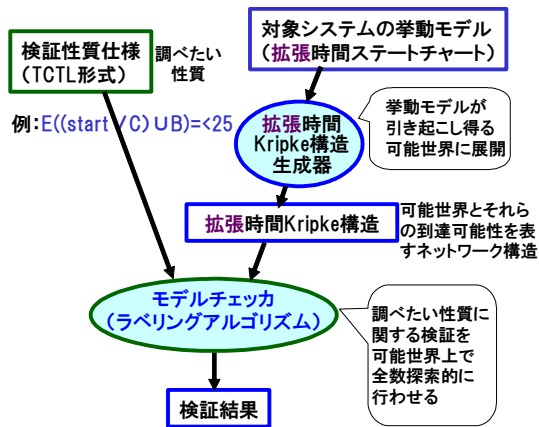 対象システムの挙動モデル
（拡張時間ステートチャート）
検証性質仕様
（TCTL形式）
調べたい
性質
例：E((start /C)∪B)=<25
拡張時間
Kripke構造
生成器
挙動モデルが
引き起こし得る
可能世界に展開
拡張時間Kripke構造
可能世界とそれら
の到達可能性を表
すネットワーク構造
モデルチェッカ
（ラベリングアルゴリズム）
調べたい性質に
関する検証を
可能世界上で
全数探索的に
行わせる
検証結果